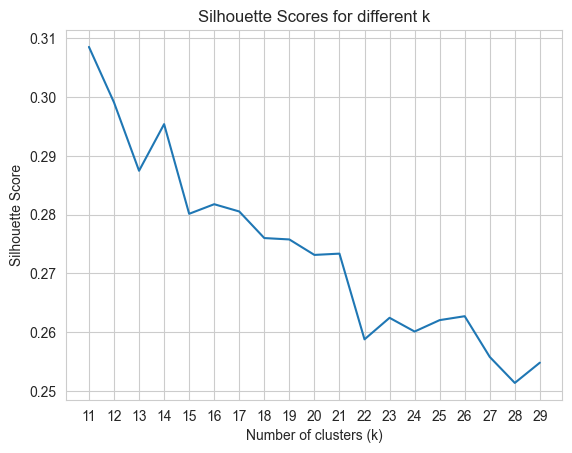 Silhouette Scores for different k
Silhouette Score
0.31
0.30
0.29
0.28
0.27
0.26
0.25
11 12 13 14 15 16 17 18 19 20 21 22 23 24 25 26 27 28 29
Number of clusters (k)